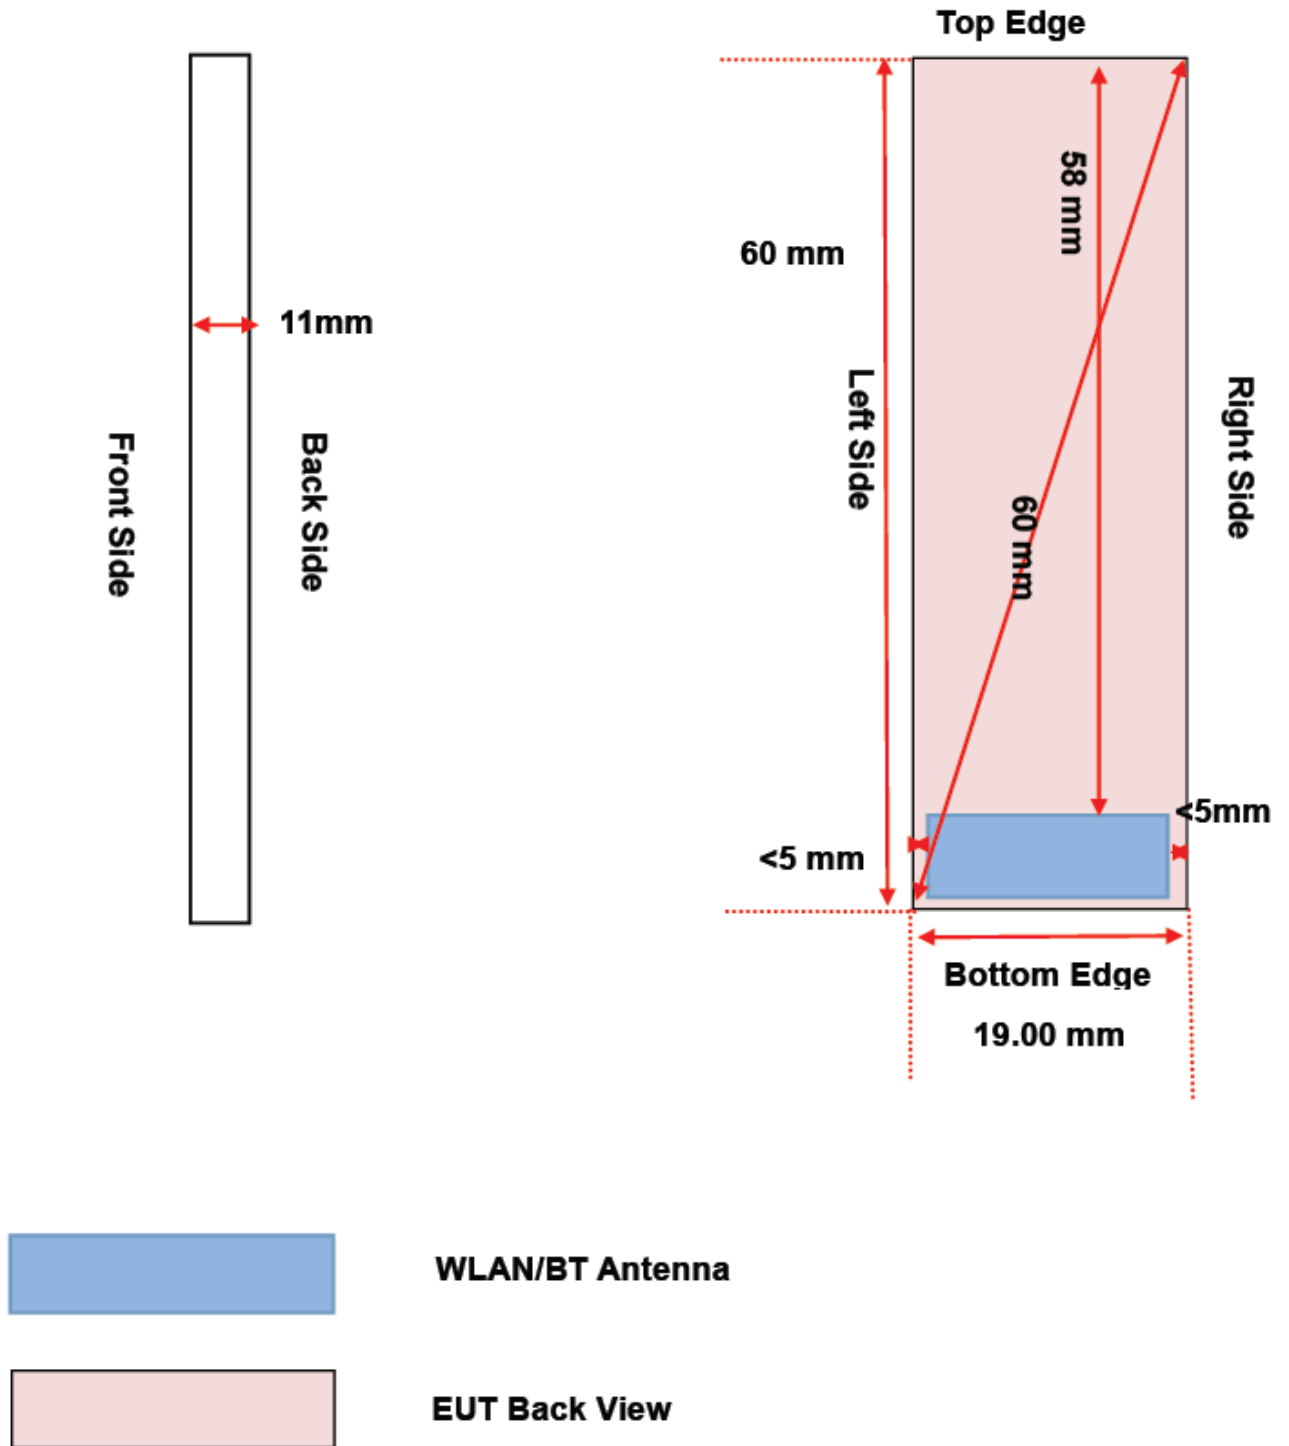 Top Edge
58 mm
60 mm
11mm
Left Side
Right Side
Front Side
Back Side
60 mm
<5mm
<5 mm
Bottom Edge
19.00 mm
WLAN/BT Antenna
EUT Back View